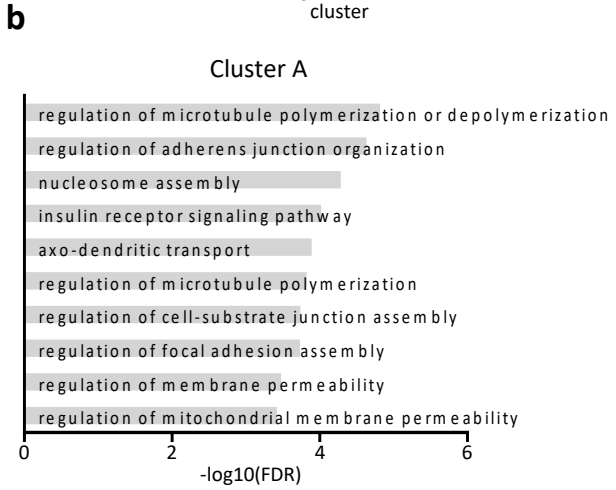 cluster
b
Cluster A
regulation of microtubule polymerization or depolymerization
regulation of adherens junction organization
nucleosome assembly
insulin receptor signaling pathway
axo-dendritic transport
regulation of microtubule polymerization
regulation of cell-substrate junction assembly
regulation of focal adhesion assembly
regulation of membrane permeability
regulation of mitochondrial membrane permeability
0 2 4 6
-log10(FDR)